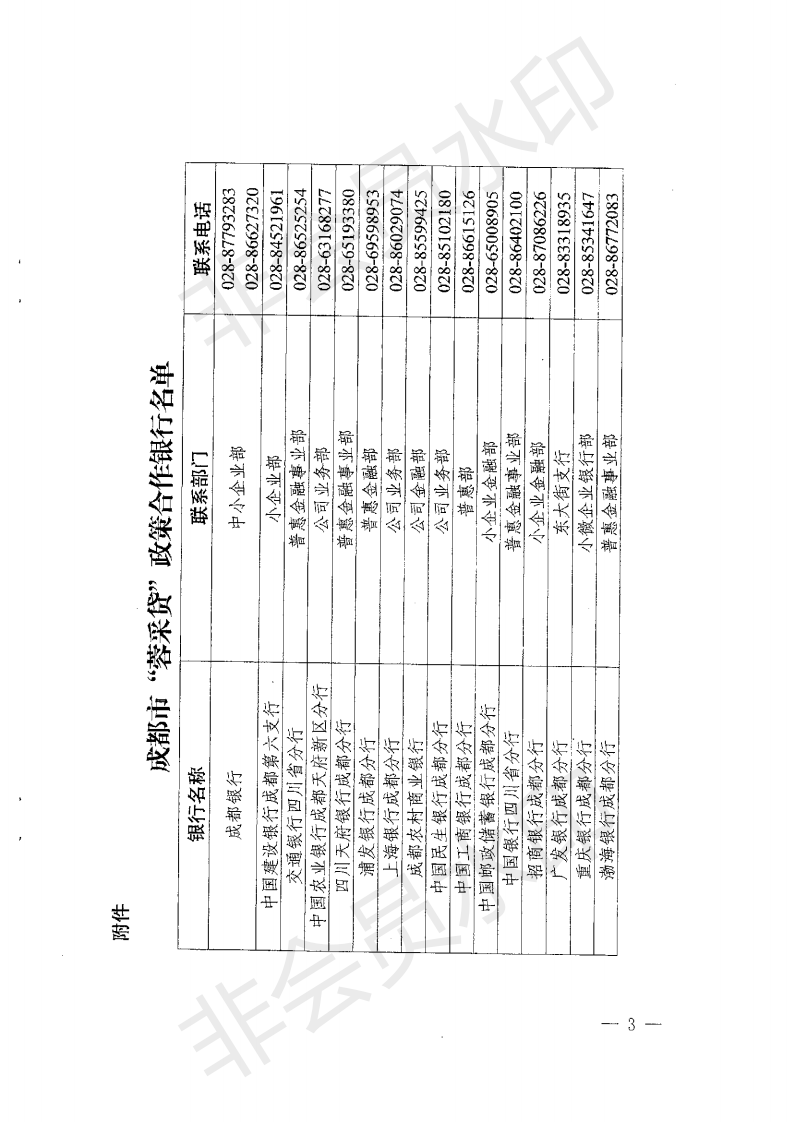 附件
成都市“蓉采贷”政策合作银行名单
银行名称 联系部门 联系电话
成都银行 中小企业部 028-87793283
028-86627320
中国建设银行成都第六支行 小企业部 028-84521961
交通银行四川省分行 普惠金融事业部 028-86525254
中国农业银行成都天府新区分行 公司业务部 028-63168277
四川天府银行成都分行 普惠金融事业部 028-65193380
浦发银行成都分行 普惠金融部 028-69598953
上海银行成都分行 公司业务部 028-86029074
成都农村商业银行 公司金融部 028-85599425
中国民生银行成都分行 公司业务部 028-85102180
中国工商银行成都分行 普惠部 028-86615126
中国邮政储蓄银行成都分行 小企业金融部 028-65008905
中国银行四川省分行 普惠金融事业部 028-86402100
招商银行成都分行 小企业金融部 028-87086226
广发银行成都分行 东大街支行 028-83318935
重庆银行成都分行 小微企业银行部 028-85341647
渤海银行成都分行 普惠金融事业部 028-86772083
— 3 —
非会员水印
非会员水印